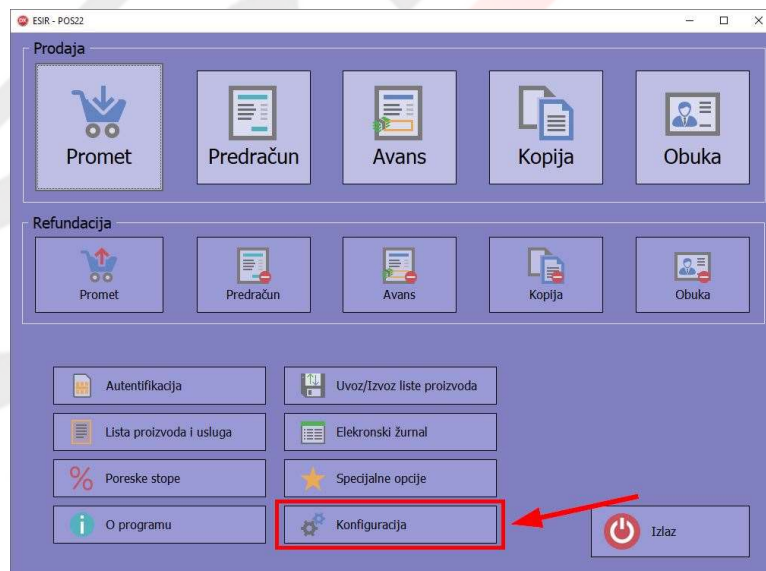 ESIR - POS22
Prodaja
Promet
Predračun
Avans
Kopija
Obuka
Refundacija
Promet
Predračun
Avans
Kopija
Obuka
Autentifikacija
Uvoz/Izvoz liste proizvoda
Lista proizvoda i usluga
Elekronski žurnal
Poreske stope
Specijalne opcije
O programu
Konfiguracija
Izlaz